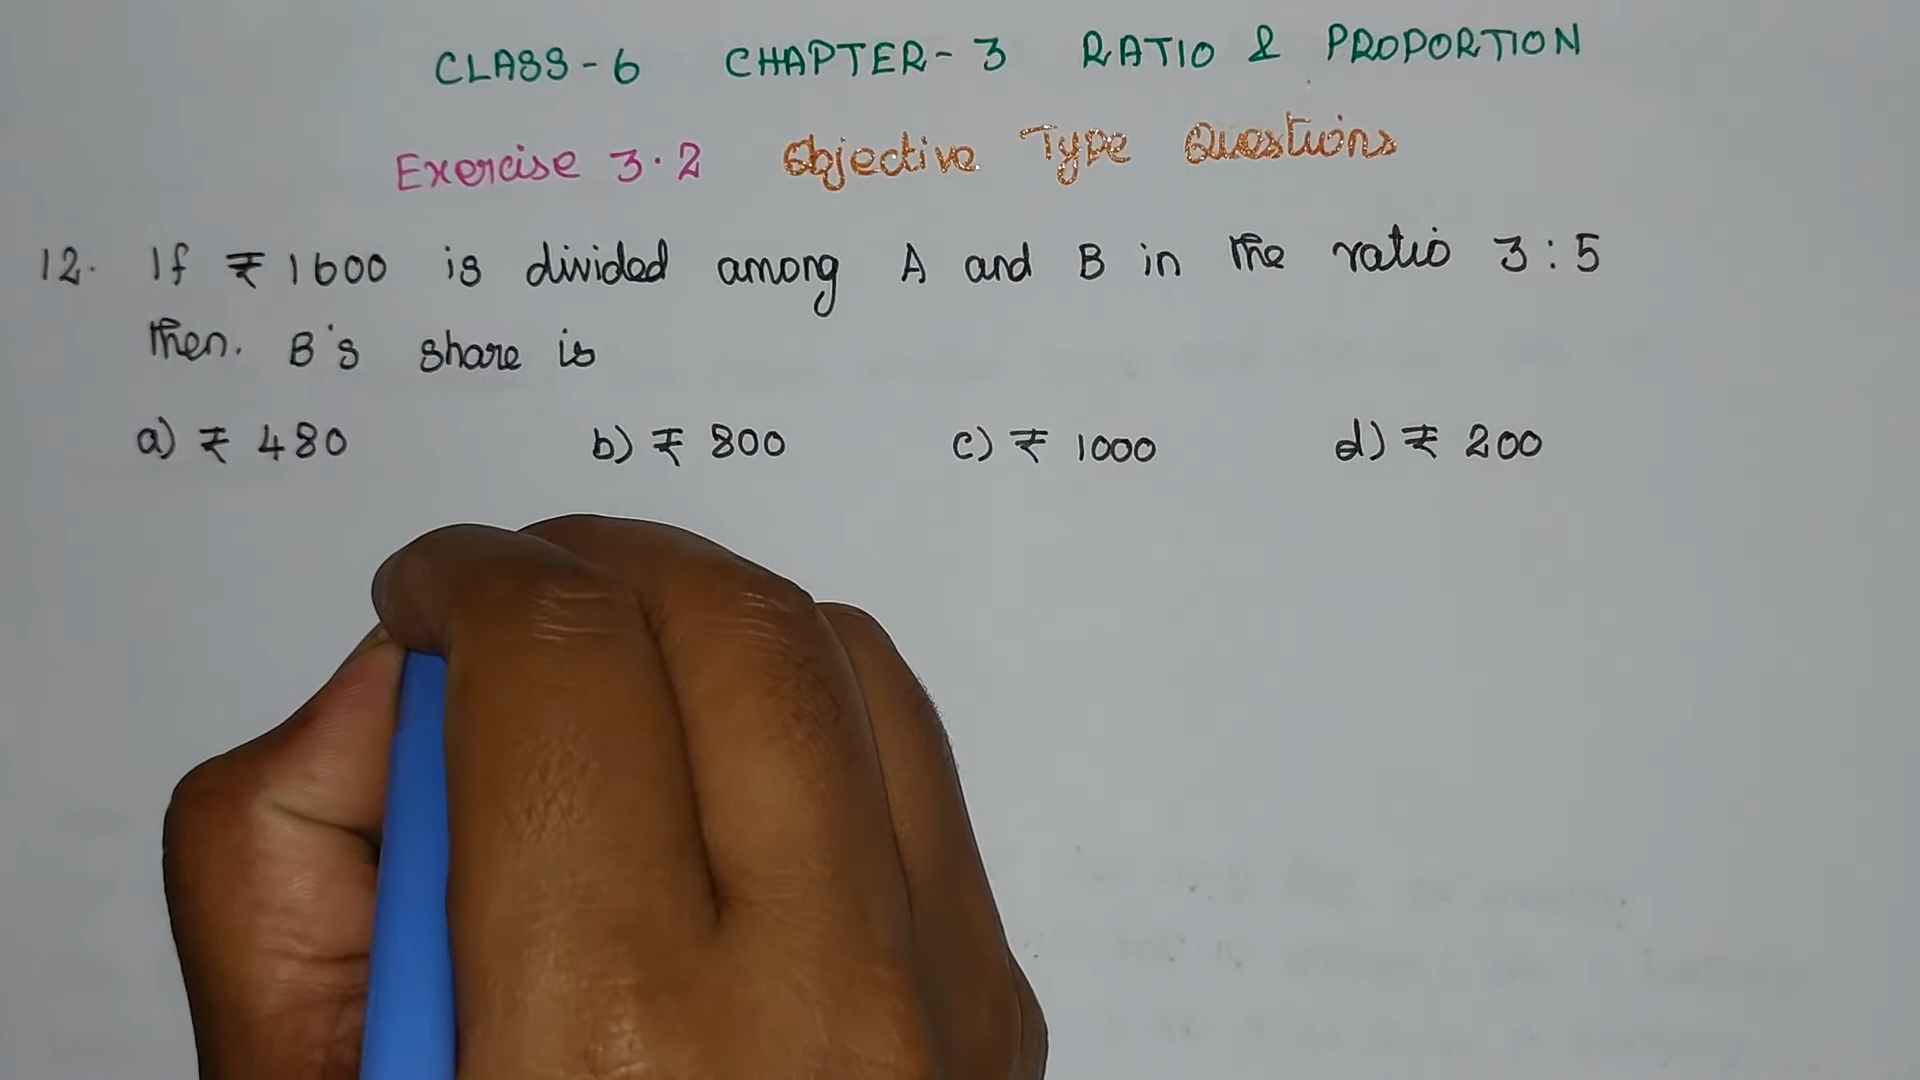 CLASS-6 CHAPTER-3 RATIO & PROPORTION
Exercise 3.2 Objective Type Questions
12. If ₹ 1600 is divided among A and B in the ratio 3:5
then. B's share is
a) ₹ 480 b) ₹ 800 c) ₹ 1000 d) ₹ 200